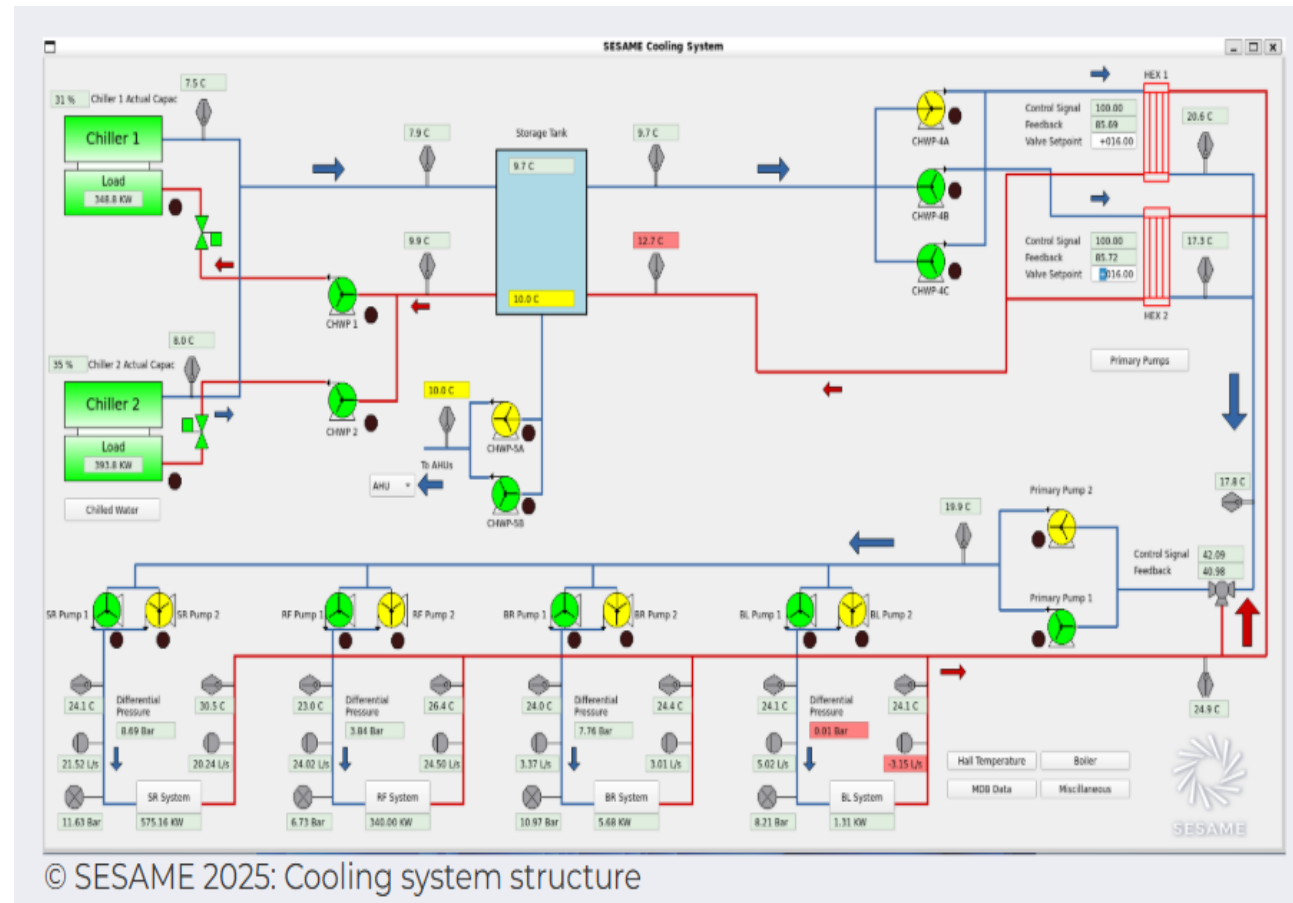 SESAME Cooling System
7.5 C
31 % Chiller 1 Actual Capac
Chiller 1
Load
348.8 KW
7.9 C
Storage Tank
9.7 C
9.7 C
9.9 C
12.7 C
10.0 C
CHWP 1
8.0 C
35 % Chiller 2 Actual Capac
Chiller 2
Load
393.8 KW
Chilled Water
CHWP 2
10.0 C
To AHUs
AHU
CHWP-5A
CHWP-5B
CHWP-4A
CHWP-4B
CHWP-4C
HEX 1
Control Signal 100.00
Feedback 85.69
Valve Setpoint +016.00
20.6 C
Control Signal 100.00
Feedback 85.72
Valve Setpoint +016.00
17.3 C
HEX 2
Primary Pumps
17.8 C
Primary Pump 2
19.9 C
Control Signal 42.09
Feedback 40.98
Primary Pump 1
SR Pump 1
SR Pump 2
RF Pump 1
RF Pump 2
BR Pump 1
BR Pump 2
BL Pump 1
BL Pump 2
24.1 C
Differential
Pressure
8.69 Bar
30.5 C
21.52 L/s
20.24 L/s
SR System
11.63 Bar
575.16 KW
23.0 C
Differential
Pressure
3.84 Bar
26.4 C
24.02 L/s
24.50 L/s
RF System
6.73 Bar
340.00 KW
24.0 C
Differential
Pressure
7.76 Bar
24.4 C
3.37 L/s
3.01 L/s
BR System
10.97 Bar
5.68 KW
24.1 C
Differential
Pressure
0.01 Bar
24.1 C
5.02 L/s
-3.15 L/s
BL System
8.21 Bar
1.31 KW
24.9 C
Hall Temperature
Boiler
MDB Data
Miscillaneous
SESAME
© SESAME 2025: Cooling system structure